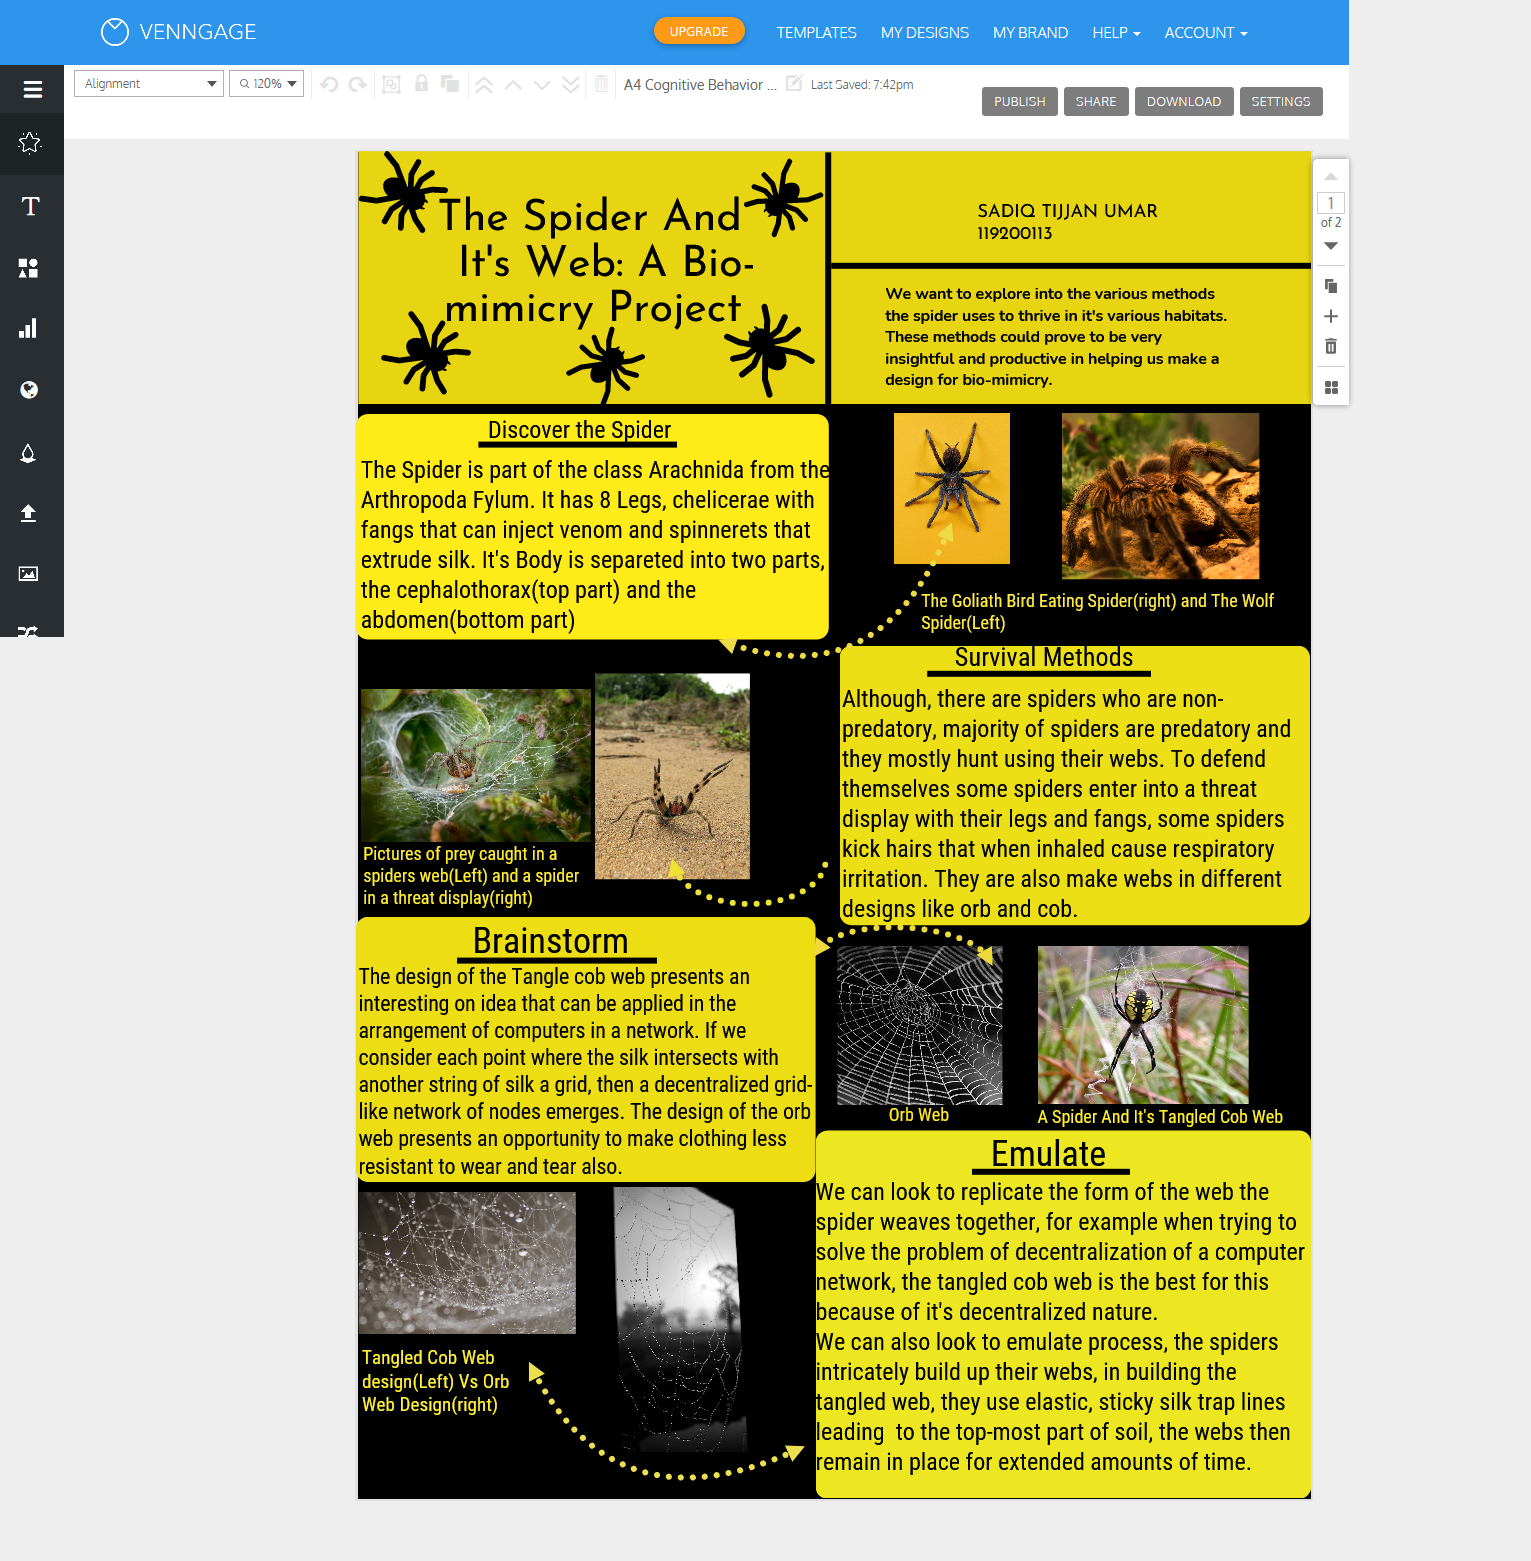 VENNGAGE
UPGRADE
TEMPLATES
MY DESIGNS
MY BRAND
HELP
ACCOUNT
Alignment
120%
A4 Cognitive Behavior ...
Last Saved: 7:42pm
PUBLISH
SHARE
DOWNLOAD
SETTINGS
T
1
of 2
The Spider And
It's Web: A Bio-
mimicry Project
SADIQ TIJJAN UMAR
119200113
We want to explore into the various methods
the spider uses to thrive in it's various habitats.
These methods could prove to be very
insightful and productive in helping us make a
design for bio-mimicry.
Discover the Spider
The Spider is part of the class Arachnida from the
Arthropoda Fylum. It has 8 Legs, chelicerae with
fangs that can inject venom and spinnerets that
extrude silk. It's Body is separeted into two parts,
the cephalothorax(top part) and the
abdomen(bottom part)
The Goliath Bird Eating Spider(right) and The Wolf
Spider(Left)
Survival Methods
Although, there are spiders who are non-
predatory, majority of spiders are predatory and
they mostly hunt using their webs. To defend
themselves some spiders enter into a threat
display with their legs and fangs, some spiders
kick hairs that when inhaled cause respiratory
irritation. They are also make webs in different
designs like orb and cob.
Pictures of prey caught in a
spiders web(Left) and a spider
in a threat display(right)
Brainstorm
The design of the Tangle cob web presents an
interesting on idea that can be applied in the
arrangement of computers in a network. If we
consider each point where the silk intersects with
another string of silk a grid, then a decentralized grid-
like network of nodes emerges. The design of the orb
web presents an opportunity to make clothing less
resistant to wear and tear also.
Orb Web
A Spider And It's Tangled Cob Web
Emulate
We can look to replicate the form of the web the
spider weaves together, for example when trying to
solve the problem of decentralization of a computer
network, the tangled cob web is the best for this
because of it's decentralized nature.
We can also look to emulate process, the spiders
intricately build up their webs, in building the
tangled web, they use elastic, sticky silk trap lines
leading  to the top-most part of soil, the webs then
remain in place for extended amounts of time.
Tangled Cob Web
design(Left) Vs Orb
Web Design(right)